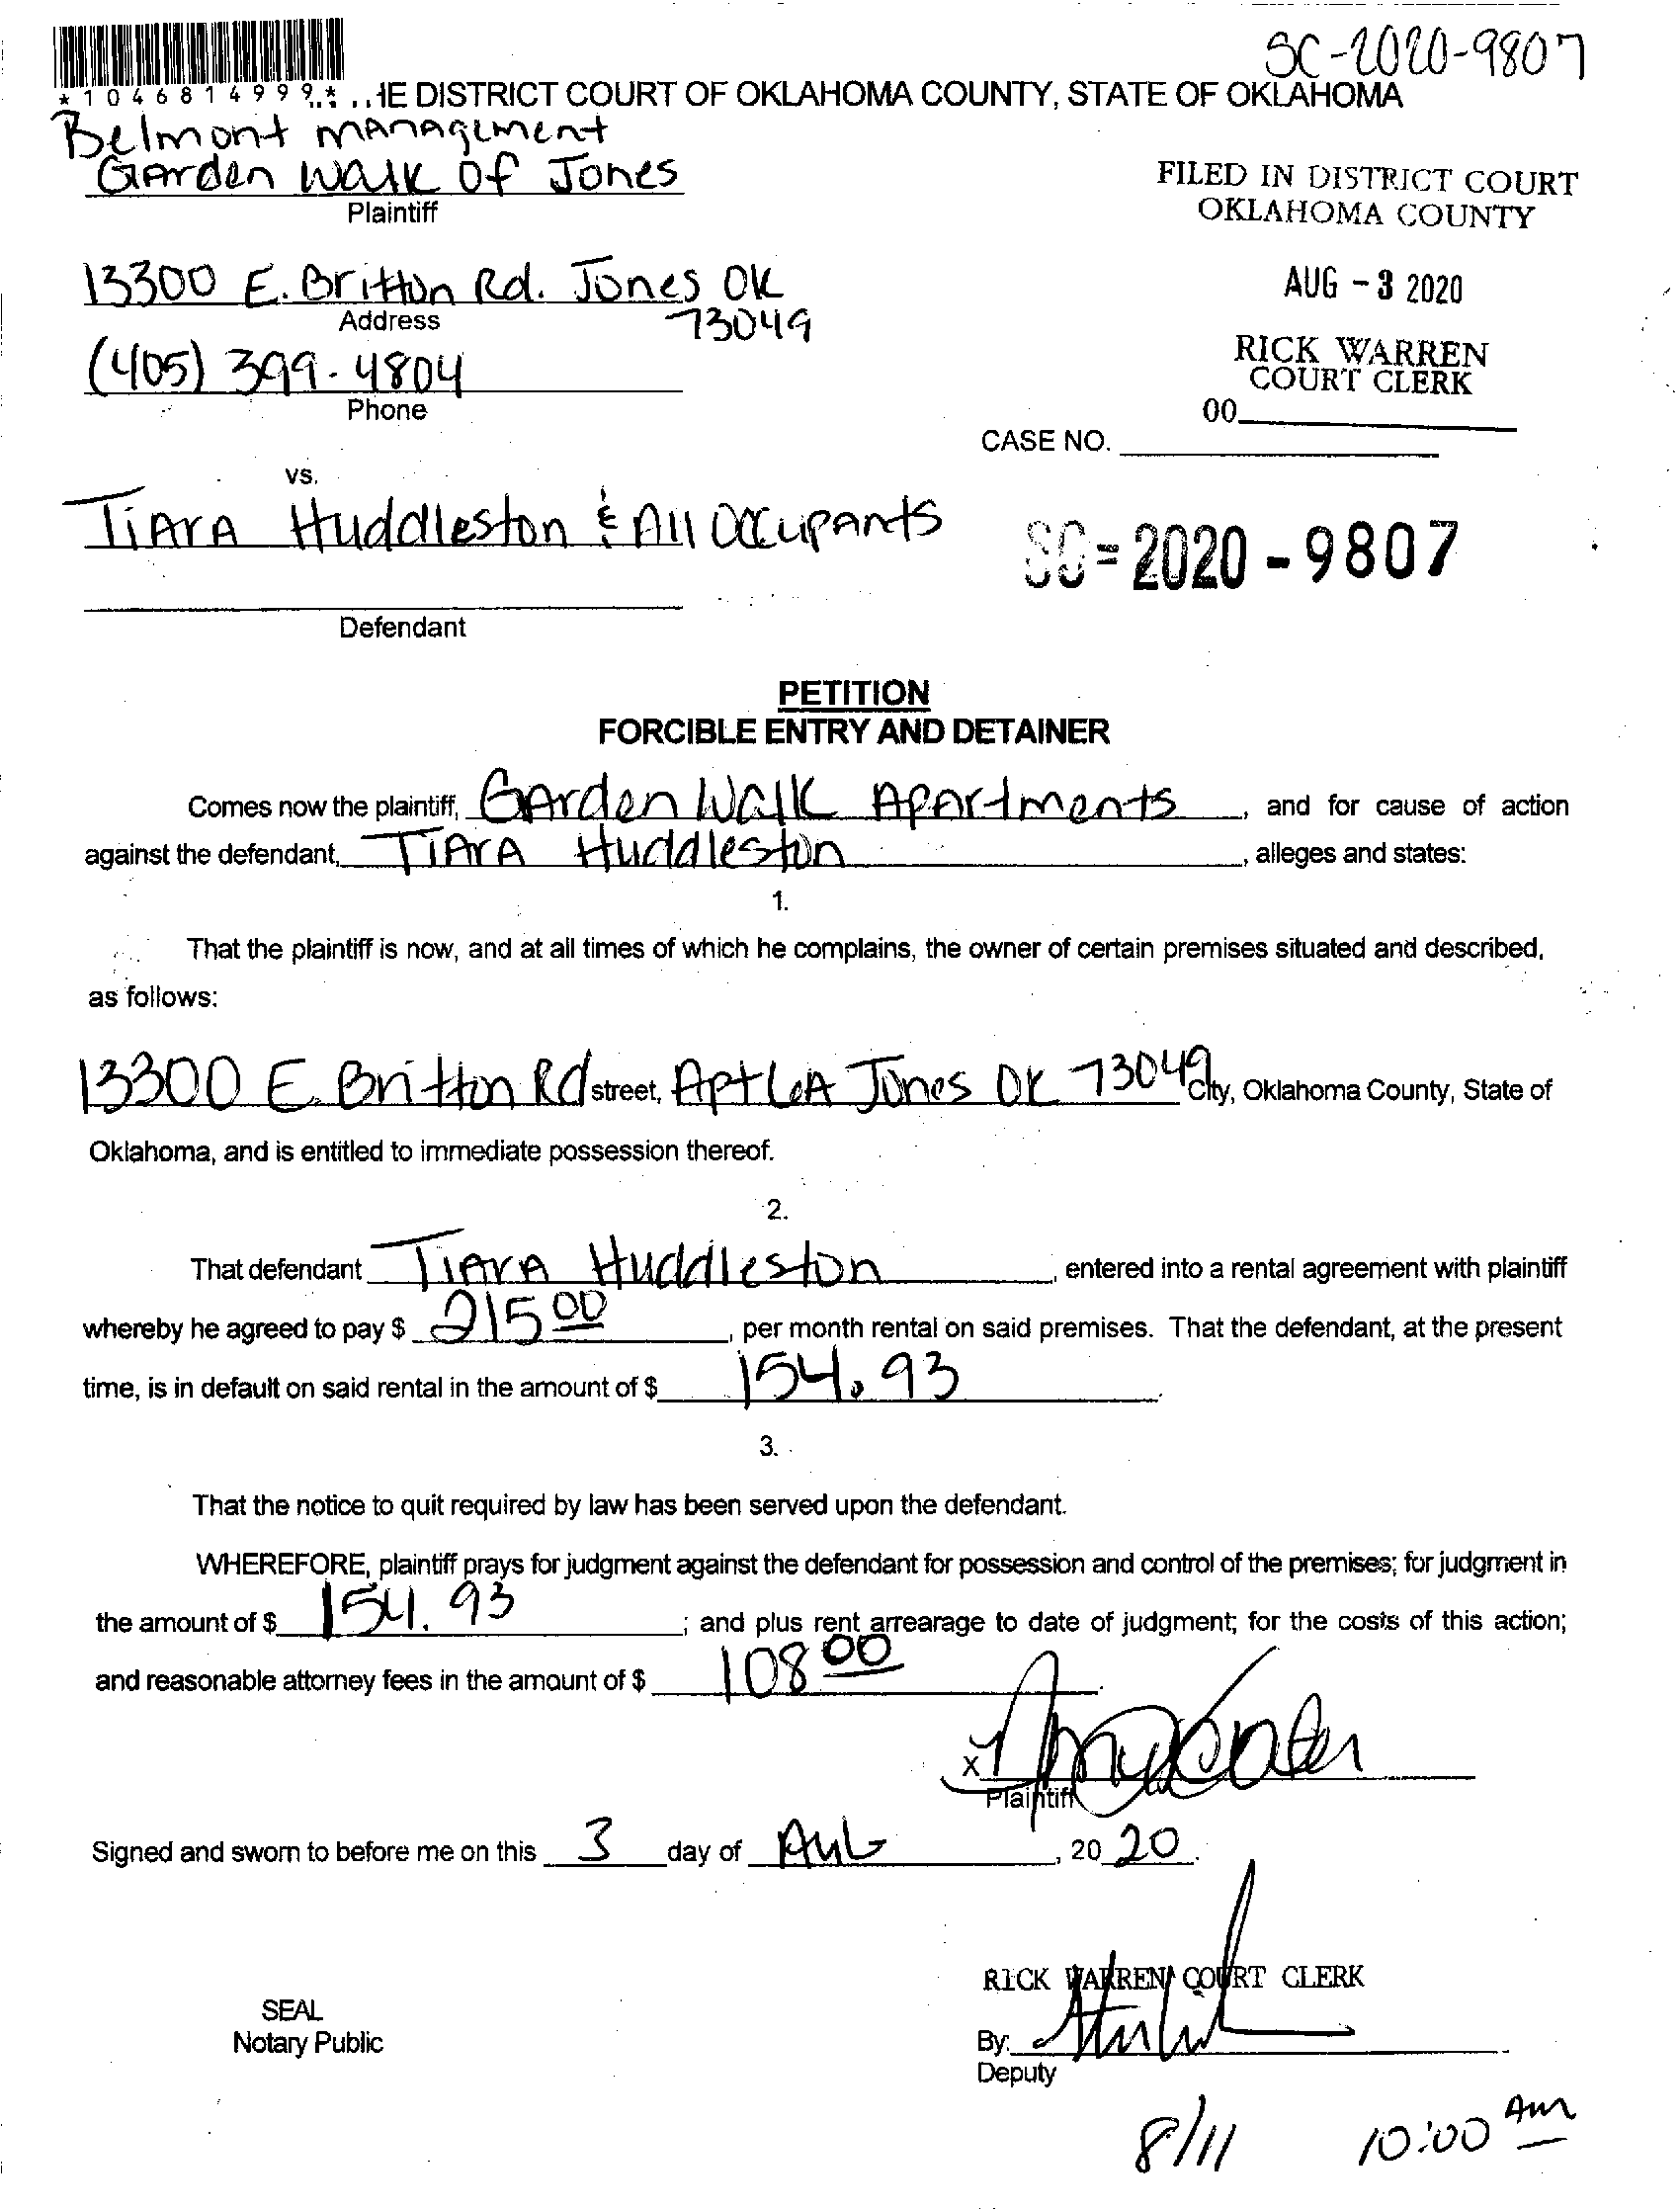 SC-2020-9807
*1046814999* HE DISTRICT COURT OF OKLAHOMA COUNTY, STATE OF OKLAHOMA
Belmont management
Garden Walk Of Jones
Plaintiff
FILED IN DISTRICT COURT
OKLAHOMA COUNTY
13300 E. Britton Rd. Jones OK
73049
Address
AUG - 3 2020
(405) 399-4804
Phone
RICK WARREN
COURT CLERK
00
CASE NO.
vs.
Tiara Huddleston & All Occupants
SC-2020-9807
Defendant
PETITION
FORCIBLE ENTRY AND DETAINER
Comes now the plaintiff, Garden Walk Apartments, and for cause of action
against the defendant, Tiara Huddleston, alleges and states:
1.
That the plaintiff is now, and at all times of which he complains, the owner of certain premises situated and described,
as follows:
13300 E. Britton Rd street, Apt 6A Jones OK 73049 City, Oklahoma County, State of
Oklahoma, and is entitled to immediate possession thereof.
2.
That defendant Tiara Huddleston, entered into a rental agreement with plaintiff
whereby he agreed to pay $ 215 00, per month rental on said premises. That the defendant, at the present
time, is in default on said rental in the amount of $ 154.93.
3.
That the notice to quit required by law has been served upon the defendant.
WHEREFORE, plaintiff prays for judgment against the defendant for possession and control of the premises; for judgment in
the amount of $ 154.93; and plus rent arrearage to date of judgment; for the costs of this action;
and reasonable attorney fees in the amount of $ 108 00.
X
Plaintiff
Signed and sworn to before me on this 3 day of Aug, 20 20.
RICK WARREN COURT CLERK
SEAL
Notary Public
By:
Deputy
8/11 10:00 Am